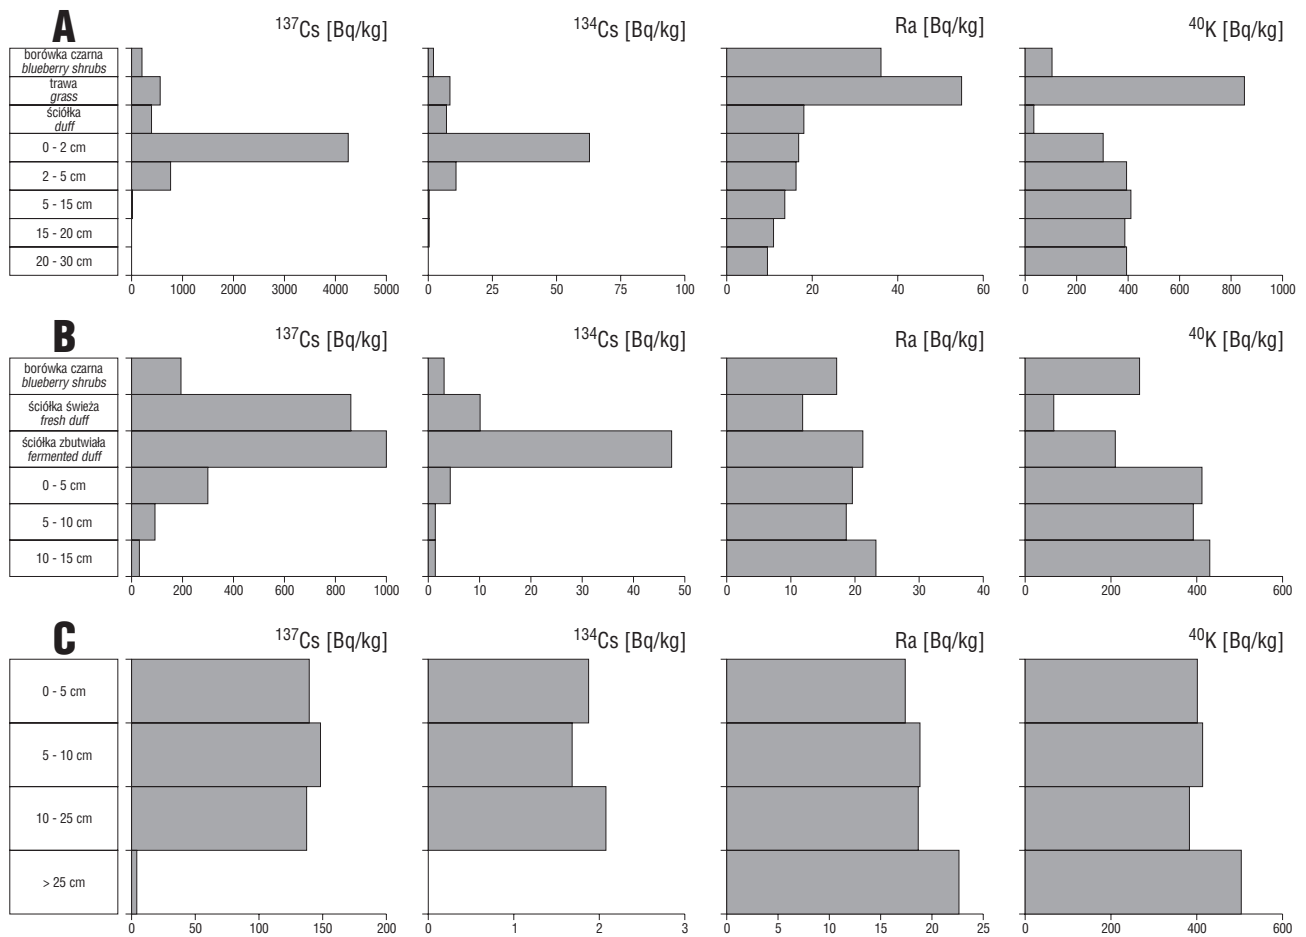 A
¹³⁷Cs [Bq/kg]
¹³⁴Cs [Bq/kg]
Ra [Bq/kg]
⁴⁰K [Bq/kg]
borówka czarna
blueberry shrubs
trawa
grass
ściółka
duff
0 - 2 cm
2 - 5 cm
5 - 15 cm
15 - 20 cm
20 - 30 cm
0 1000 2000 3000 4000 5000
0 25 50 75 100
0 20 40 60
0 200 400 600 800 1000
B
¹³⁷Cs [Bq/kg]
¹³⁴Cs [Bq/kg]
Ra [Bq/kg]
⁴⁰K [Bq/kg]
borówka czarna
blueberry shrubs
ściółka świeża
fresh duff
ściółka zbutwiała
fermented duff
0 - 5 cm
5 - 10 cm
10 - 15 cm
0 200 400 600 800 1000
0 10 20 30 40 50
0 10 20 30 40
0 200 400 600
C
¹³⁷Cs [Bq/kg]
¹³⁴Cs [Bq/kg]
Ra [Bq/kg]
⁴⁰K [Bq/kg]
0 - 5 cm
5 - 10 cm
10 - 25 cm
> 25 cm
0 50 100 150 200
0 1 2 3
0 5 10 15 20 25
0 200 400 600